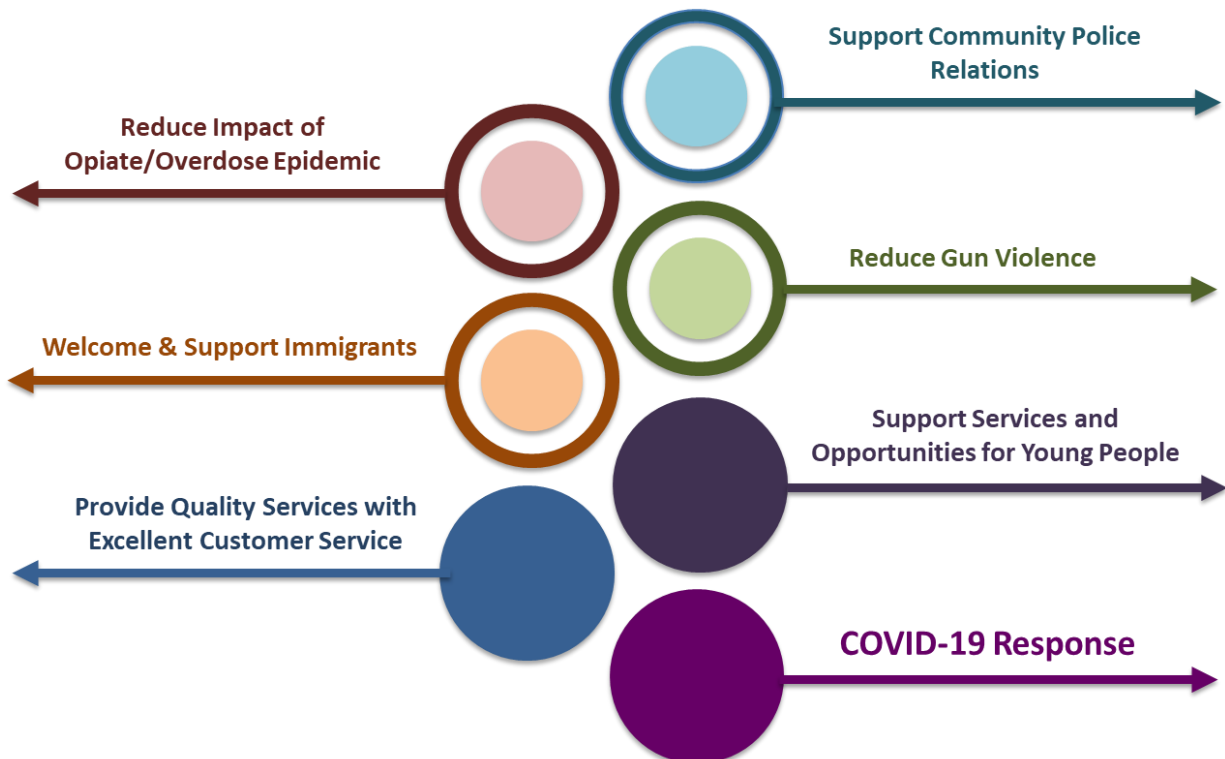 Support Community Police
Relations
Reduce Impact of
Opiate/Overdose Epidemic
Reduce Gun Violence
Welcome & Support Immigrants
Support Services and
Opportunities for Young People
Provide Quality Services with
Excellent Customer Service
COVID-19 Response